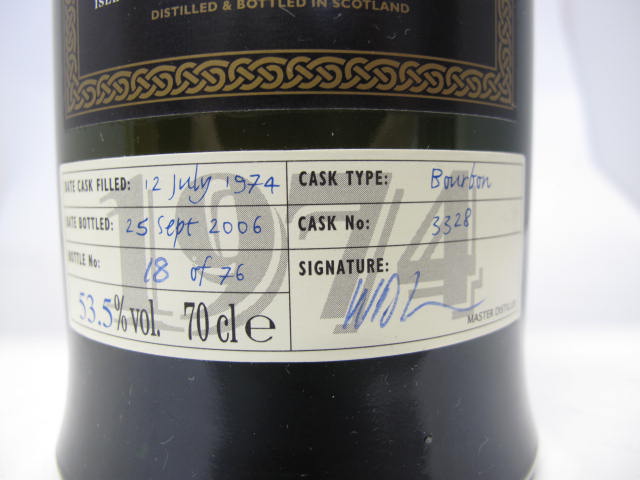 DISTILLED & BOTTLED IN SCOTLAND
1974
DATE CASK FILLED: 12 July 1974
DATE BOTTLED: 25 Sept 2006
BOTTLE No: 18 of 76
53.5% vol. 70 cl e
CASK TYPE: Bourbon
CASK No: 3328
SIGNATURE:
MASTER DISTILLER